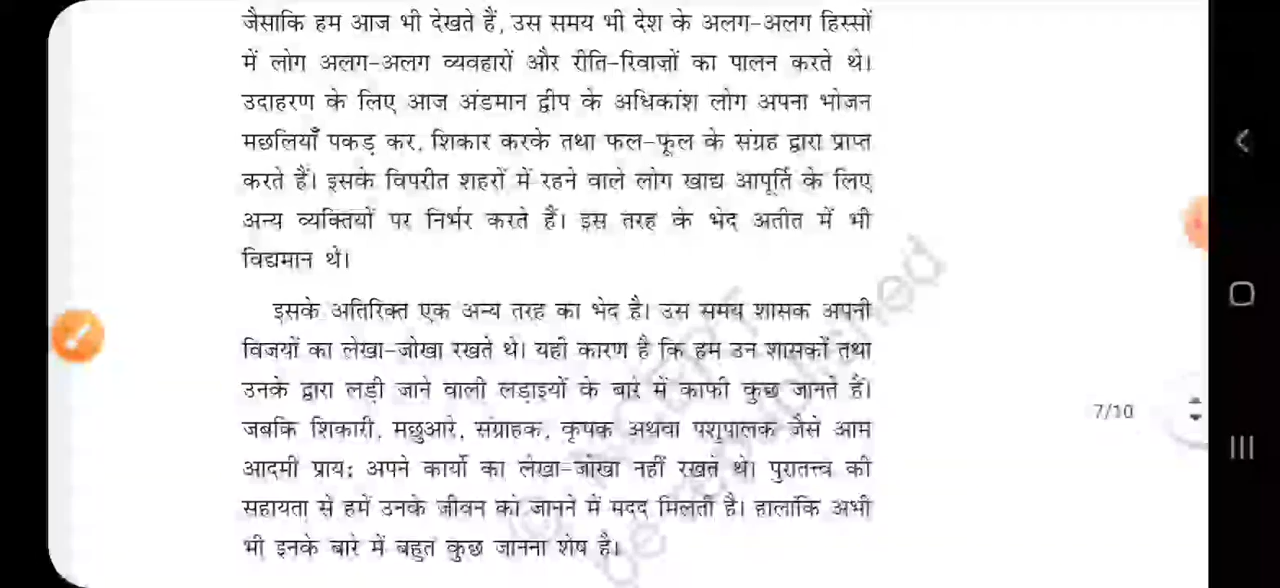 जैसाकि हम आज भी देखते हैं, उस समय भी देश के अलग-अलग हिस्सों
में लोग अलग-अलग व्यवहारों और रीति-रिवाजों का पालन करते थे।
उदाहरण के लिए आज अंडमान द्वीप के अधिकांश लोग अपना भोजन
मछलियाँ पकड़ कर, शिकार करके तथा फल-फूल के संग्रह द्वारा प्राप्त
करते हैं। इसके विपरीत शहरों में रहने वाले लोग खाद्य आपूर्ति के लिए
अन्य व्यक्तियों पर निर्भर करते हैं। इस तरह के भेद अतीत में भी
विद्यमान थे।
इसके अतिरिक्त एक अन्य तरह का भेद है। उस समय शासक अपनी
विजयों का लेखा-जोखा रखते थे। यही कारण है कि हम उन शासकों तथा
उनके द्वारा लड़ी जाने वाली लड़ाइयों के बारे में काफी कुछ जानते हैं।
जबकि शिकारी, मछुआरे, संग्राहक, कृषक अथवा पशुपालक जैसे आम
आदमी प्राय: अपने कार्यों का लेखा-जोखा नहीं रखते थे। पुरातत्त्व की
सहायता से हमें उनके जीवन को जानने में मदद मिलती है। हालांकि अभी
भी इनके बारे में बहुत कुछ जानना शेष है।
7/10